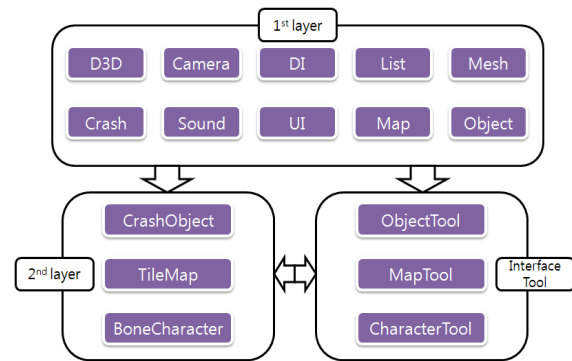 1st layer
D3D Camera DI List Mesh
Crash Sound UI Map Object
CrashObject
TileMap
BoneCharacter
2nd layer
ObjectTool
MapTool
CharacterTool
Interface
Tool